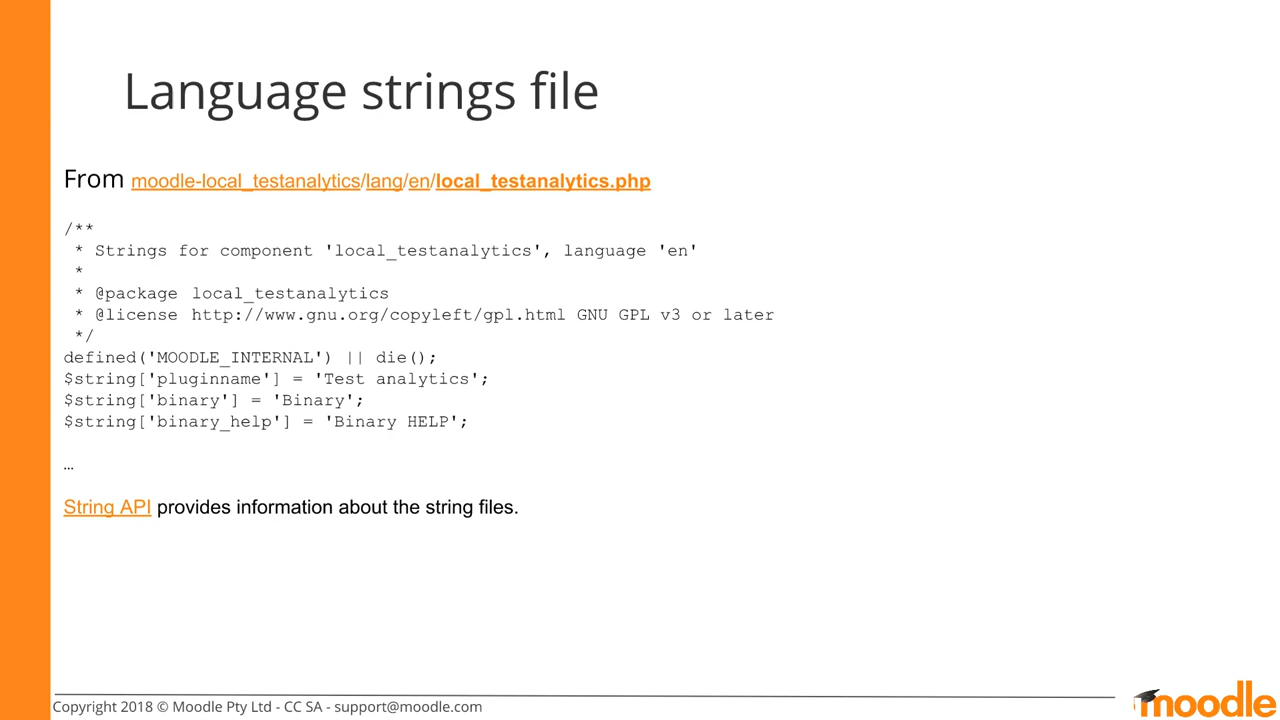 Language strings file
From moodle-local_testanalytics/lang/en/local_testanalytics.php
/**
 * Strings for component 'local_testanalytics', language 'en'
 *
 * @package local_testanalytics
 * @license http://www.gnu.org/copyleft/gpl.html GNU GPL v3 or later
 */
defined('MOODLE_INTERNAL') || die();
$string['pluginname'] = 'Test analytics';
$string['binary'] = 'Binary';
$string['binary_help'] = 'Binary HELP';
…
String API provides information about the string files.
Copyright 2018 © Moodle Pty Ltd - CC SA - support@moodle.com
moodle